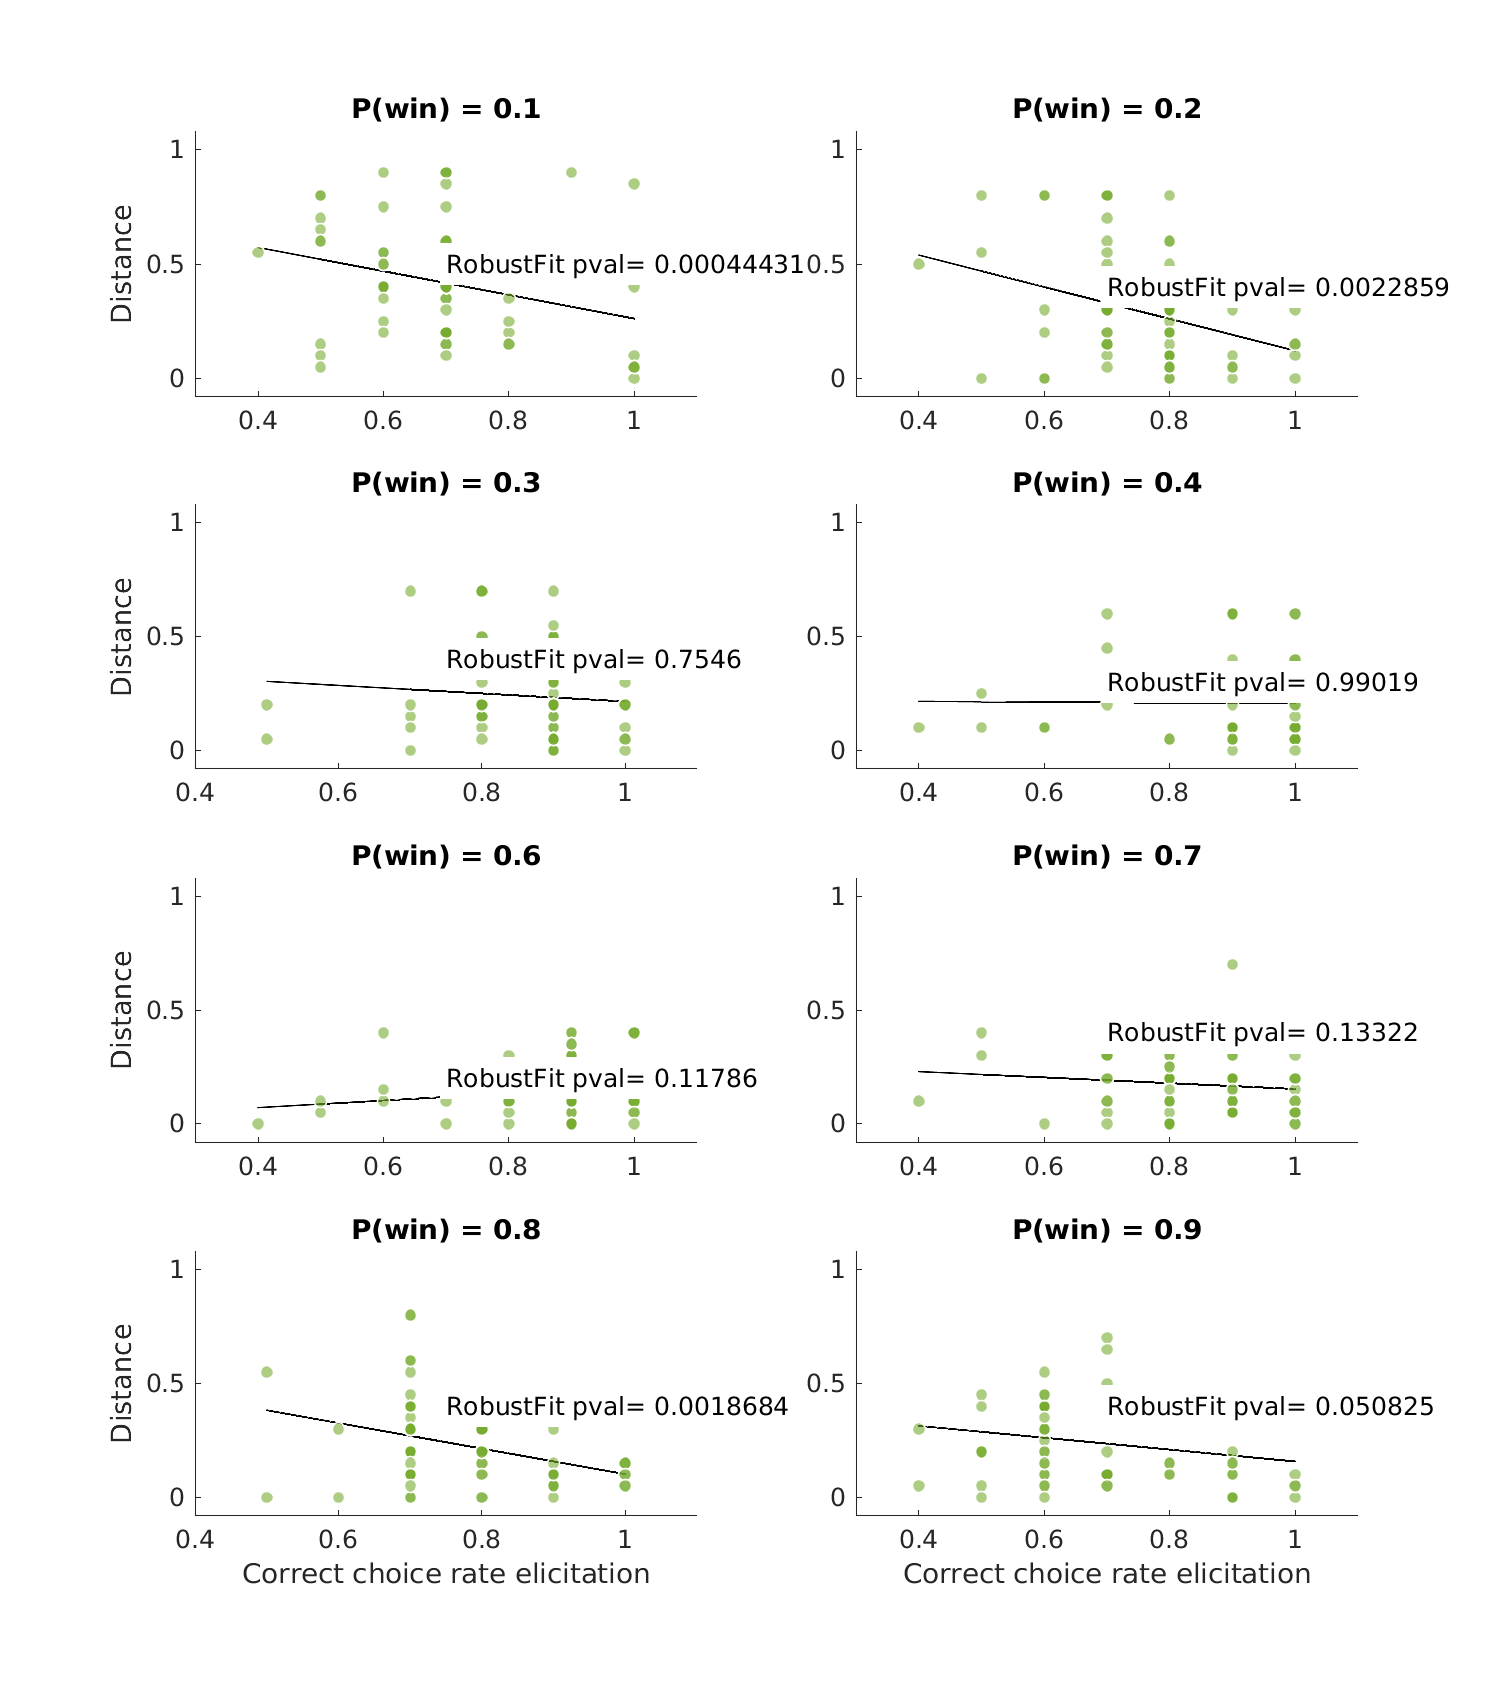 P(win) = 0.1
P(win) = 0.2
Distance
1
0.5
0
RobustFit pval= 0.00044431
0.4 0.6 0.8 1
1
0.5
0
RobustFit pval= 0.0022859
0.4 0.6 0.8 1
P(win) = 0.3
P(win) = 0.4
Distance
1
0.5
0
RobustFit pval= 0.7546
0.4 0.6 0.8 1
1
0.5
0
RobustFit pval= 0.99019
0.4 0.6 0.8 1
P(win) = 0.6
P(win) = 0.7
Distance
1
0.5
0
RobustFit pval= 0.11786
0.4 0.6 0.8 1
1
0.5
0
RobustFit pval= 0.13322
0.4 0.6 0.8 1
P(win) = 0.8
P(win) = 0.9
Distance
1
0.5
0
RobustFit pval= 0.0018684
0.4 0.6 0.8 1
Correct choice rate elicitation
1
0.5
0
RobustFit pval= 0.050825
0.4 0.6 0.8 1
Correct choice rate elicitation